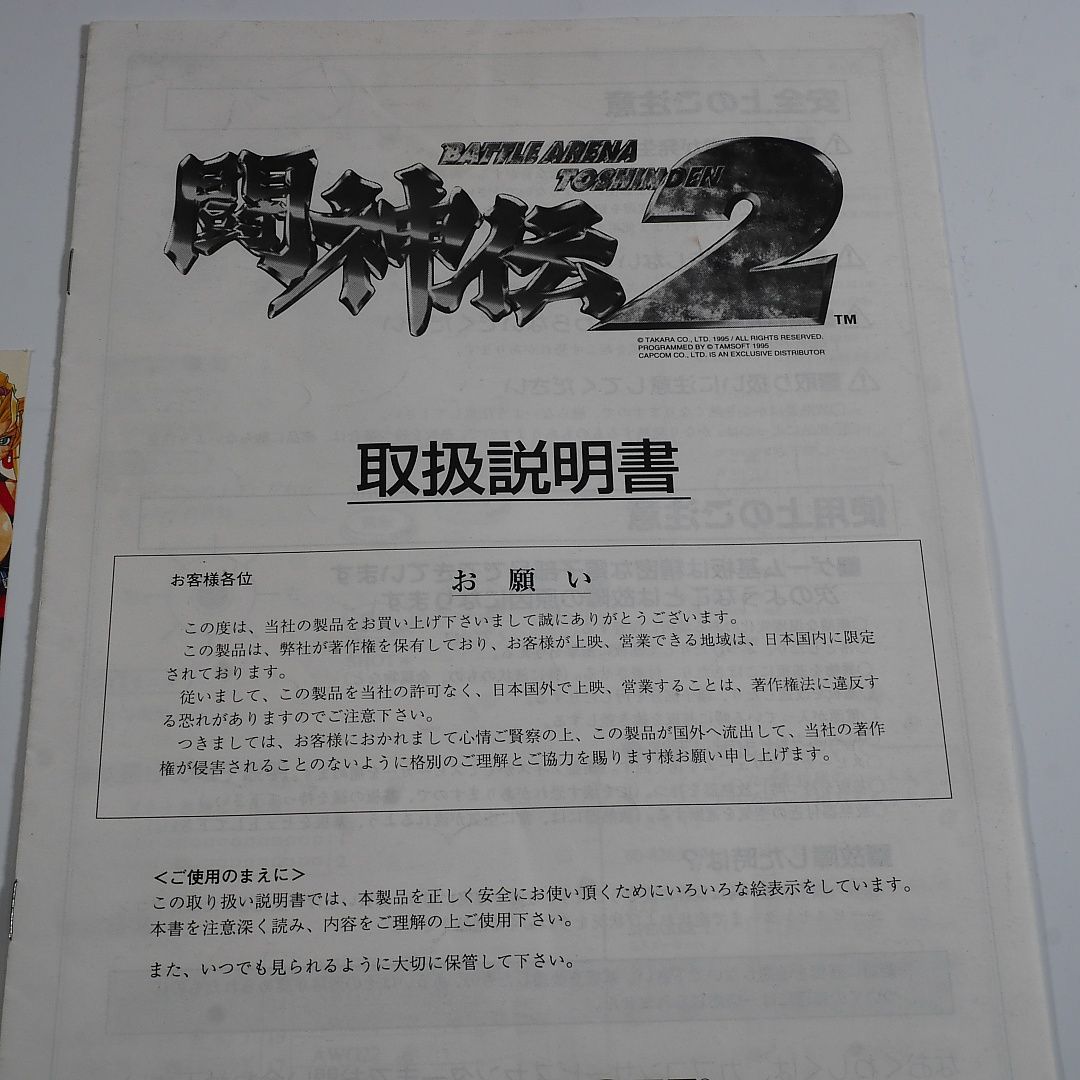 BATTLE ARENA
TOSHINDEN
闘神伝2
TM
© TAKARA CO., LTD. 1995 / ALL RIGHTS RESERVED.
PROGRAMMED BY © TAMSOFT 1995
CAPCOM CO., LTD. IS AN EXCLUSIVE DISTRIBUTOR
取扱説明書
お客様各位
お願い
この度は、当社の製品をお買い上げ下さいまして誠にありがとうございます。
この製品は、弊社が著作権を保有しており、お客様が上映、営業できる地域は、日本国内に限定
されております。
従いまして、この製品を当社の許可なく、日本国外で上映、営業することは、著作権法に違反す
る恐れがありますのでご注意下さい。
つきましては、お客様におかれまして心情ご賢察の上、この製品が国外へ流出して、当社の著作
権が侵害されることのないように格別のご理解とご協力を賜ります様お願い申し上げます。
＜ご使用のまえに＞
この取り扱い説明書では、本製品を正しく安全にお使い頂くためにいろいろな絵表示をしています。
本書を注意深く読み、内容をご理解の上ご使用下さい。
また、いつでも見られるように大切に保管して下さい。